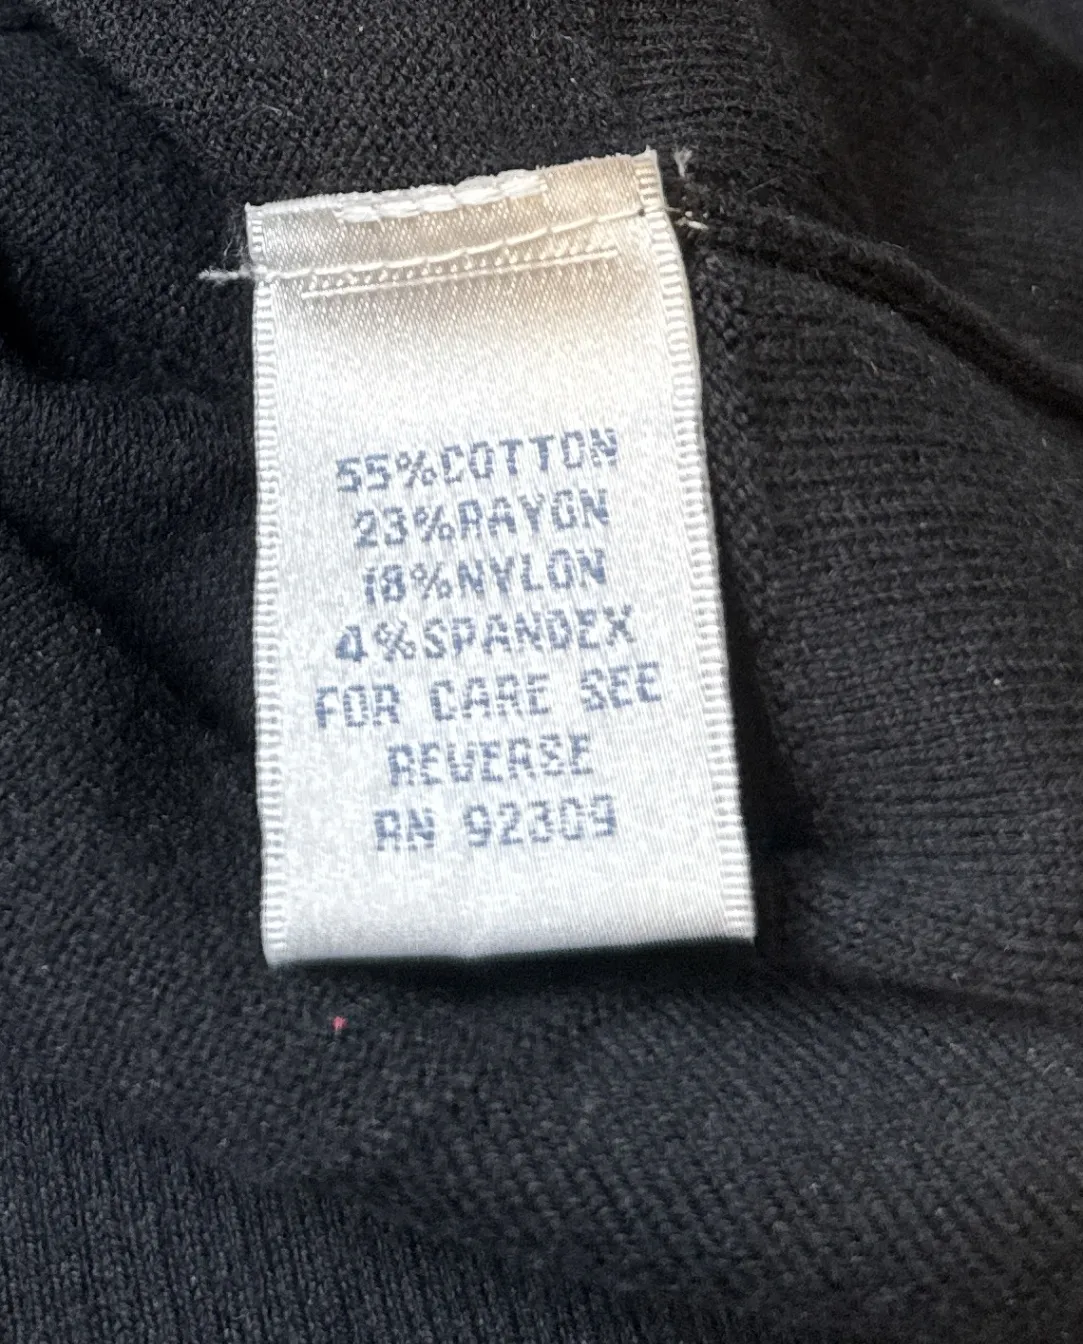 55%COTTON
23%RAYON
18%NYLON
4%SPANDEX
FOR CARE SEE
REVERSE
RN 92309